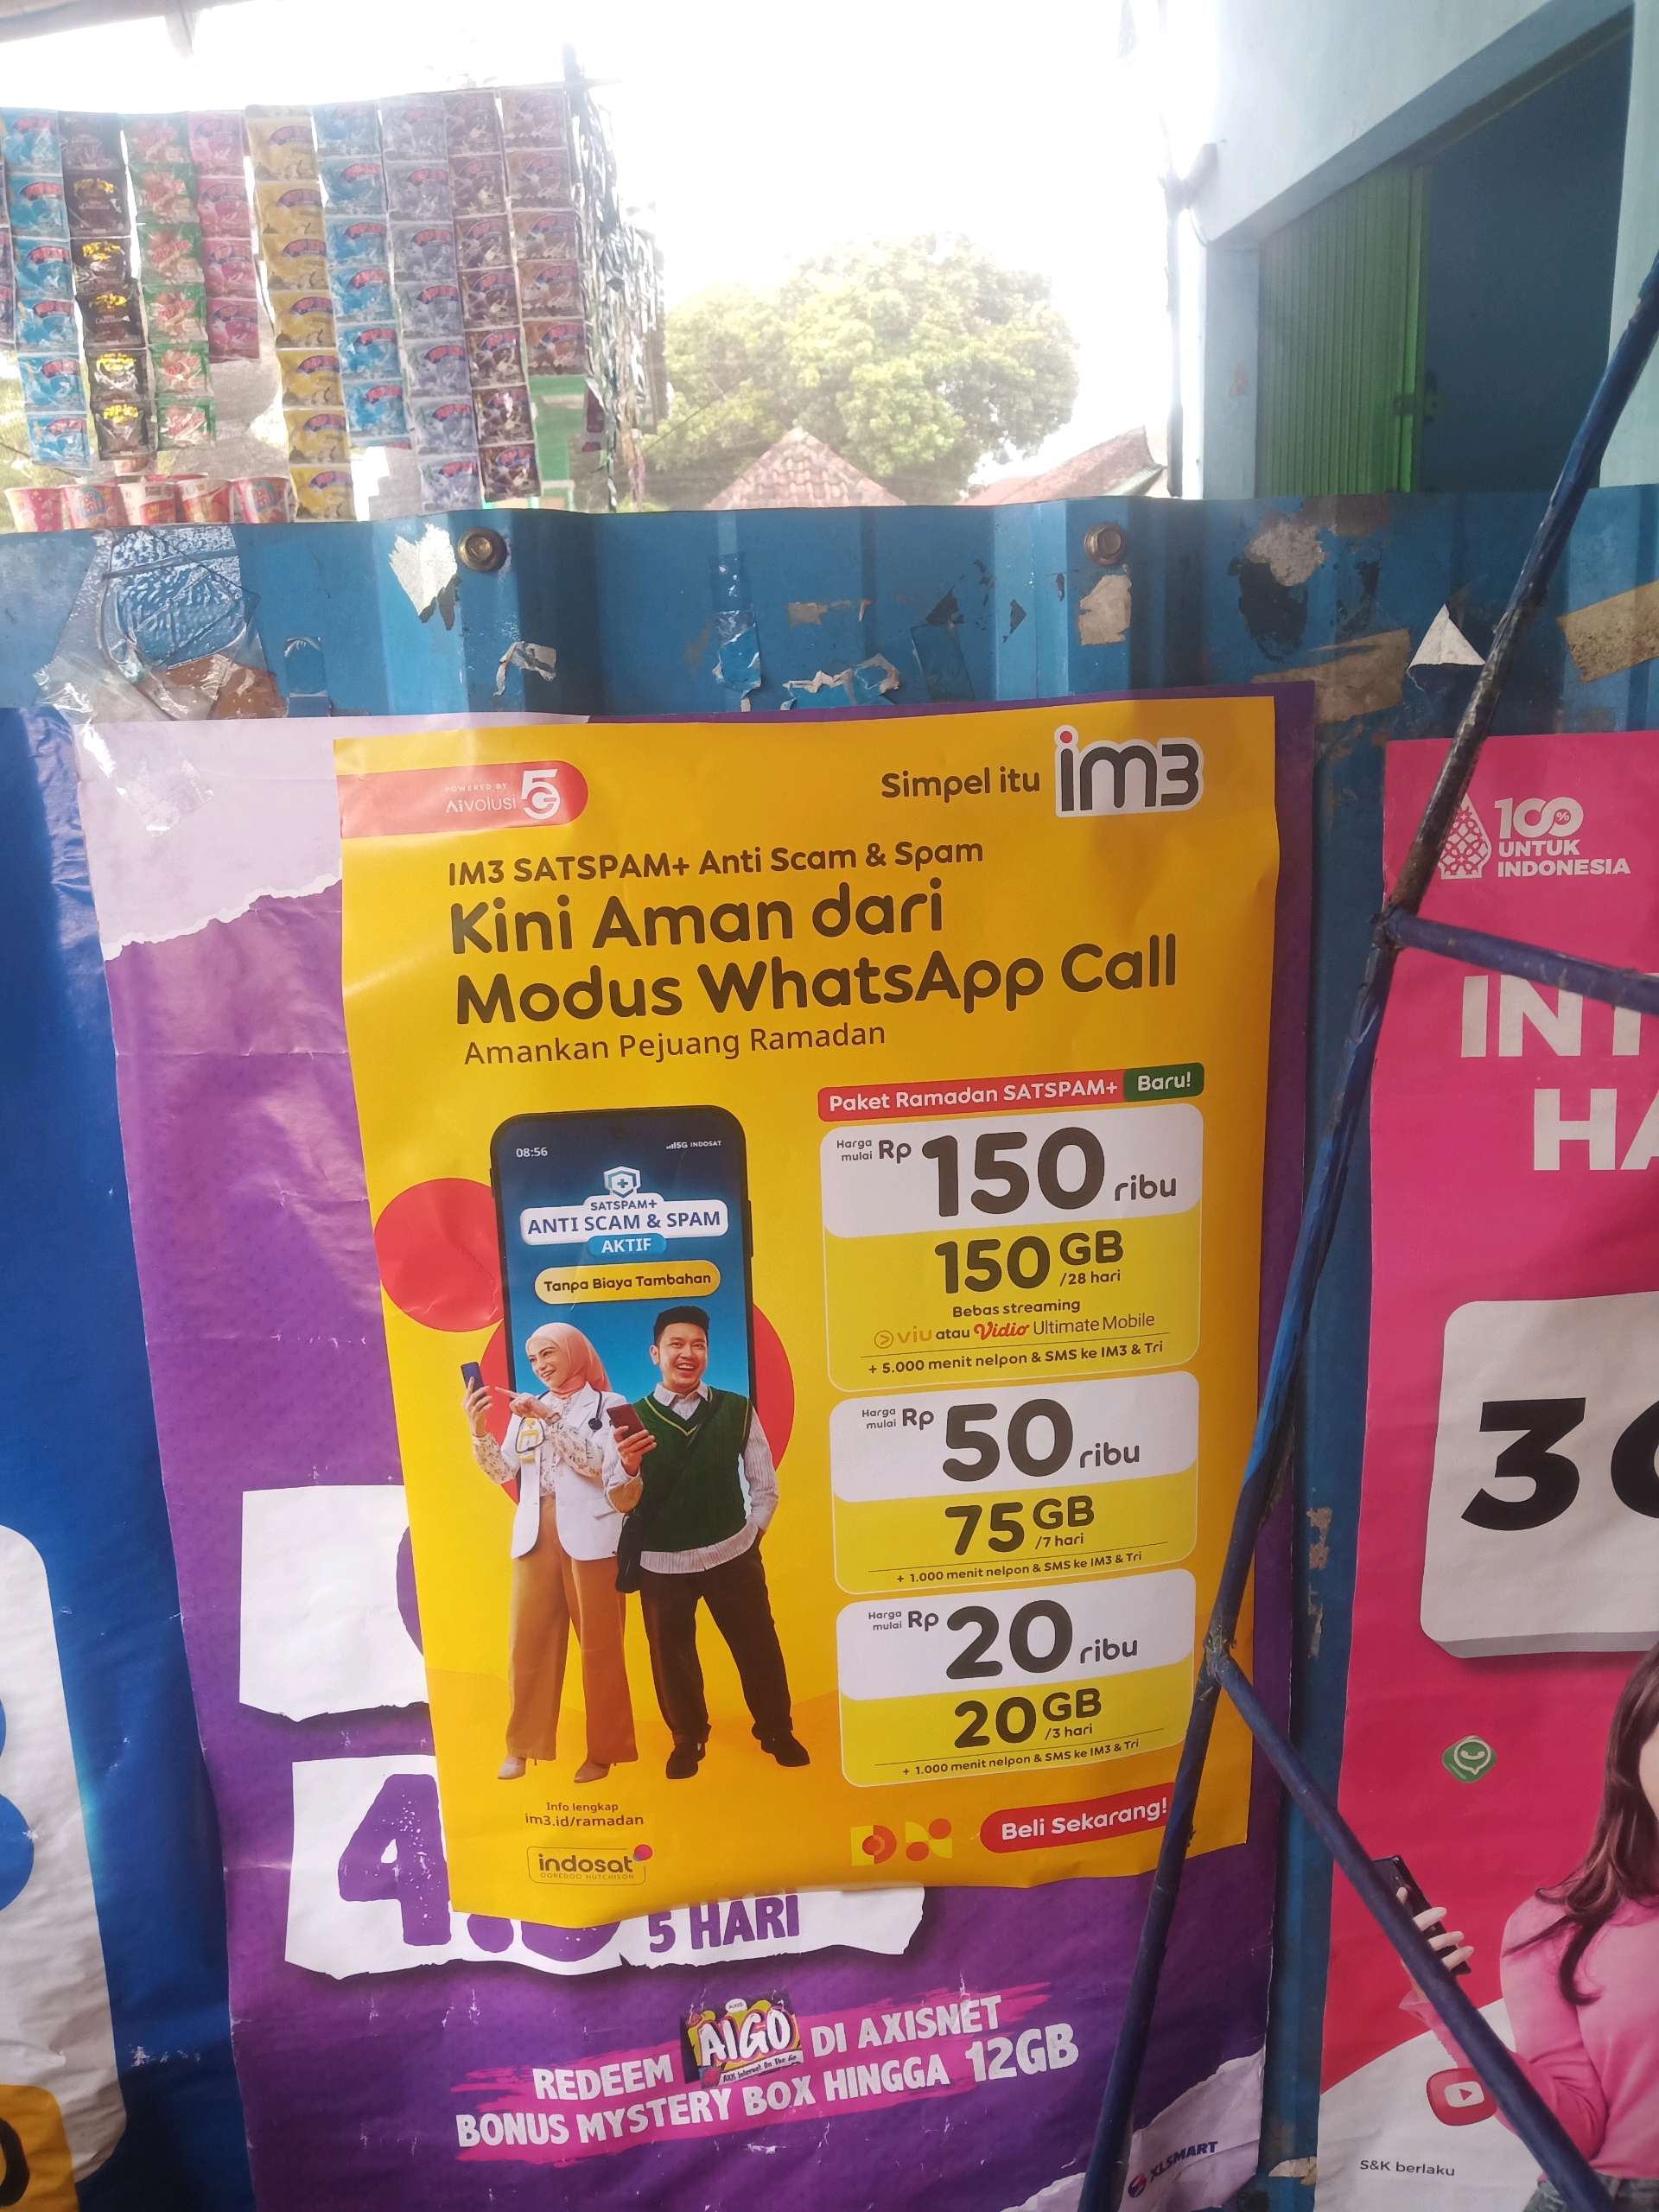 POWERED BY
AIvolusi 5G
Simpel itu im3
IM3 SATSPAM+ Anti Scam & Spam
Kini Aman dari
Modus WhatsApp Call
Amankan Pejuang Ramadan
Paket Ramadan SATSPAM+ Baru!
Harga mulai Rp 150 ribu
150 GB /28 hari
Bebas streaming
viu atau Vidio Ultimate Mobile
+ 5.000 menit nelpon & SMS ke IM3 & Tri
Harga mulai Rp 50 ribu
75 GB /7 hari
+ 1.000 menit nelpon & SMS ke IM3 & Tri
Harga mulai Rp 20 ribu
20 GB /3 hari
+ 1.000 menit nelpon & SMS ke IM3 & Tri
08:56
5G INDOSAT
SATSPAM+
ANTI SCAM & SPAM
AKTIF
Tanpa Biaya Tambahan
Info lengkap
im3.id/ramadan
indosat
OOREDOO HUTCHISON
Beli Sekarang!
5 HARI
REDEEM AXIS AIGO DI AXISNET
BONUS MYSTERY BOX HINGGA 12GB
XLSMART
100%
UNTUK
INDONESIA
S&K berlaku